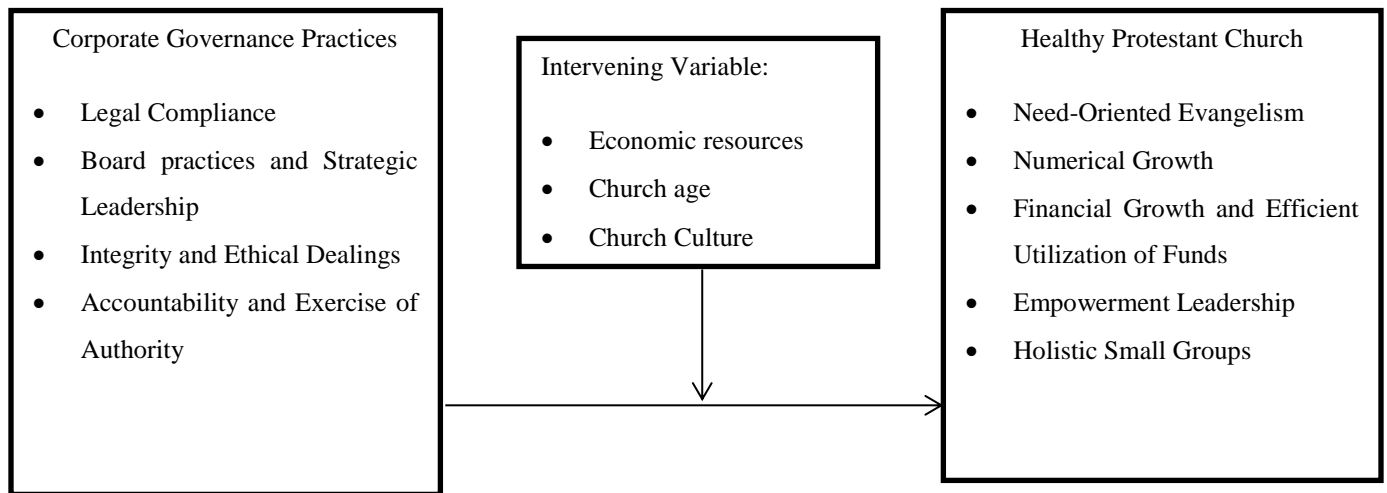 Corporate Governance Practices
• Legal Compliance
• Board practices and Strategic
Leadership
• Integrity and Ethical Dealings
• Accountability and Exercise of
Authority
Intervening Variable:
• Economic resources
• Church age
• Church Culture
Healthy Protestant Church
• Need-Oriented Evangelism
• Numerical Growth
• Financial Growth and Efficient
Utilization of Funds
• Empowerment Leadership
• Holistic Small Groups